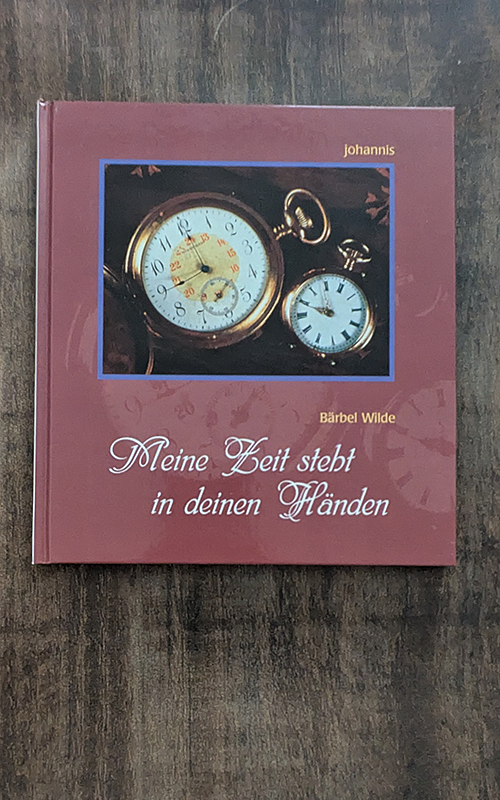 johannis
Bärbel Wilde
Meine Zeit steht
in deinen Händen